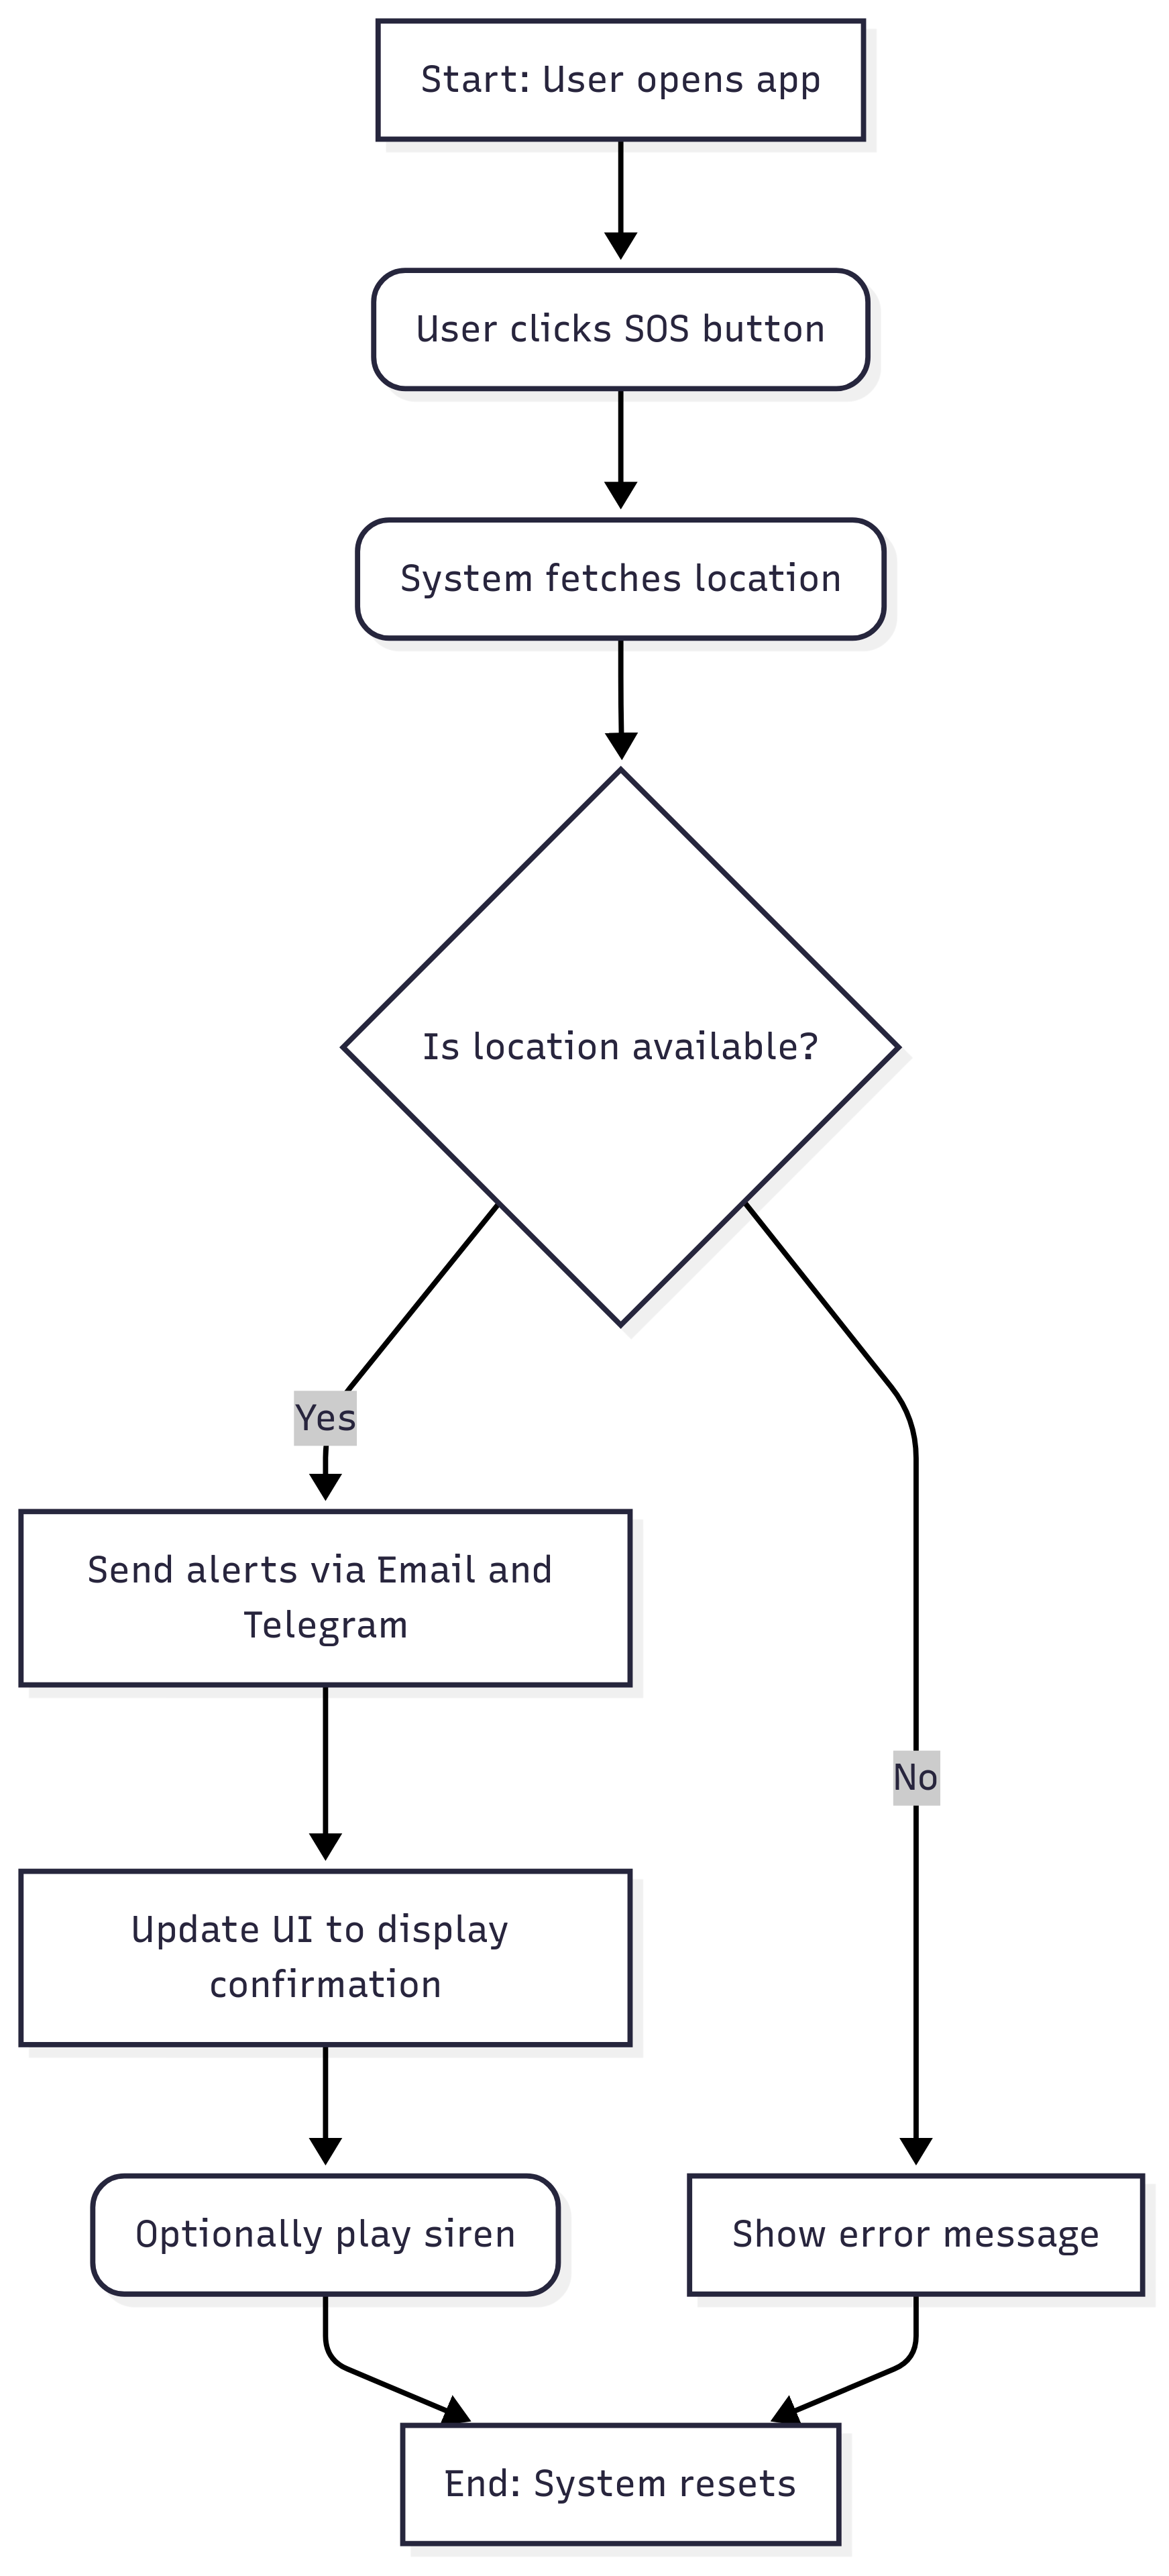 Start: User opens app
User clicks SOS button
System fetches location
Is location available?
Yes
Send alerts via Email and
Telegram
No
Update UI to display
confirmation
Optionally play siren
Show error message
End: System resets